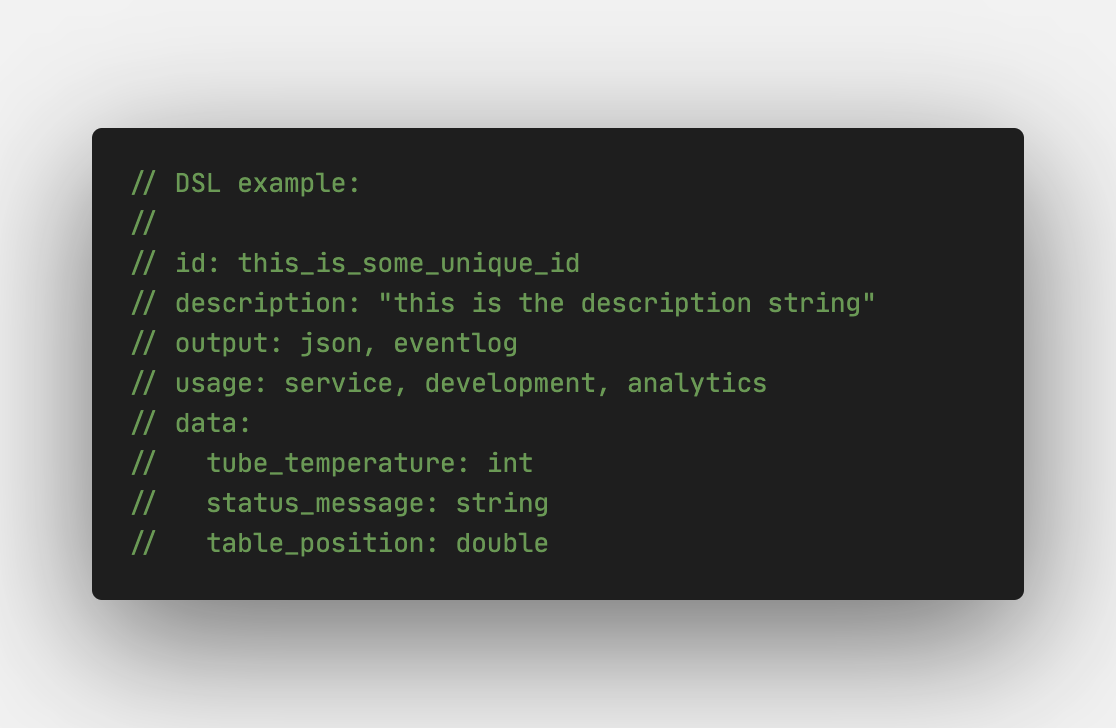 // DSL example:
//
// id: this_is_some_unique_id
// description: "this is the description string"
// output: json, eventlog
// usage: service, development, analytics
// data:
//   tube_temperature: int
//   status_message: string
//   table_position: double